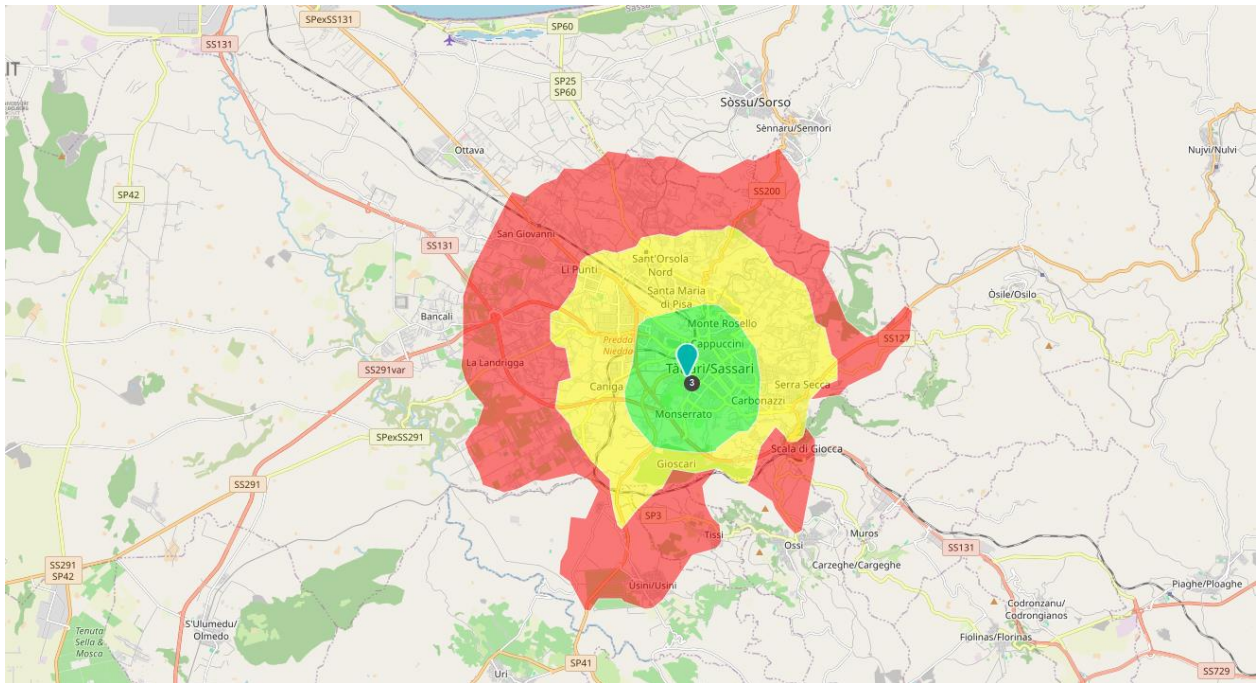 SPexSS131
SP60
SS131
IT
SP25
SP60
Sòssu/Sorso
Sènnaru/Sennori
Ottava
Nujvi/Nulvi
SP42
SS200
San Giovanni
SS131
Sant'Orsola
Nord
Li Punti
Santa Maria
di Pisa
Òsile/Osilo
Bancali
Monte Rosello
Predda
Niedda
Cappuccini
SS127
La Landrigga
SS291var
3
Caniga
Serra Secca
Carbonazzi
Monserrato
SPexSS291
Scala di Giocca
Gioscari
SS291
SP3
Tissi
Ossi
Muros
SS131
SS291
SP42
Carzeghe/Cargeghe
Usini/Usini
Piaghe/Ploaghe
Codronzanu/
Codrongianos
S'Ulumedu/
Olmedo
Tenuta
Sella &
Mosca
Fiolinas/Florinas
SP41
Uri
SS729